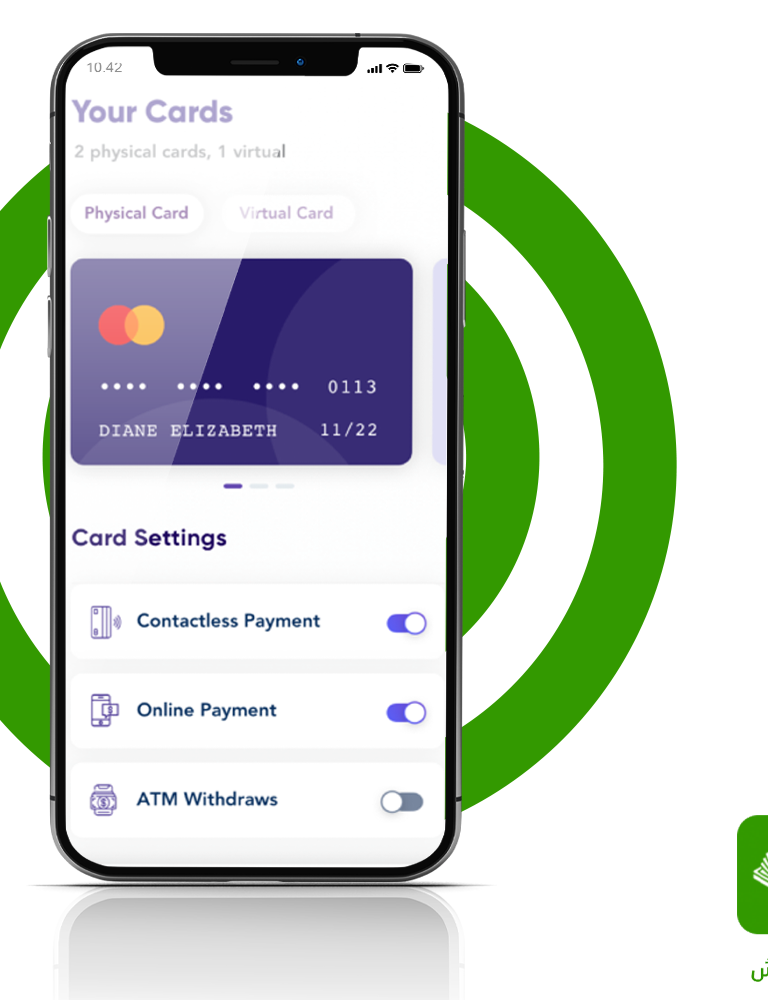 10.42
Your Cards
2 physical cards, 1 virtual
Physical Card Virtual Card
•••• •••• •••• 0113
DIANE ELIZABETH 11/22
Card Settings
Contactless Payment
Online Payment
ATM Withdraws